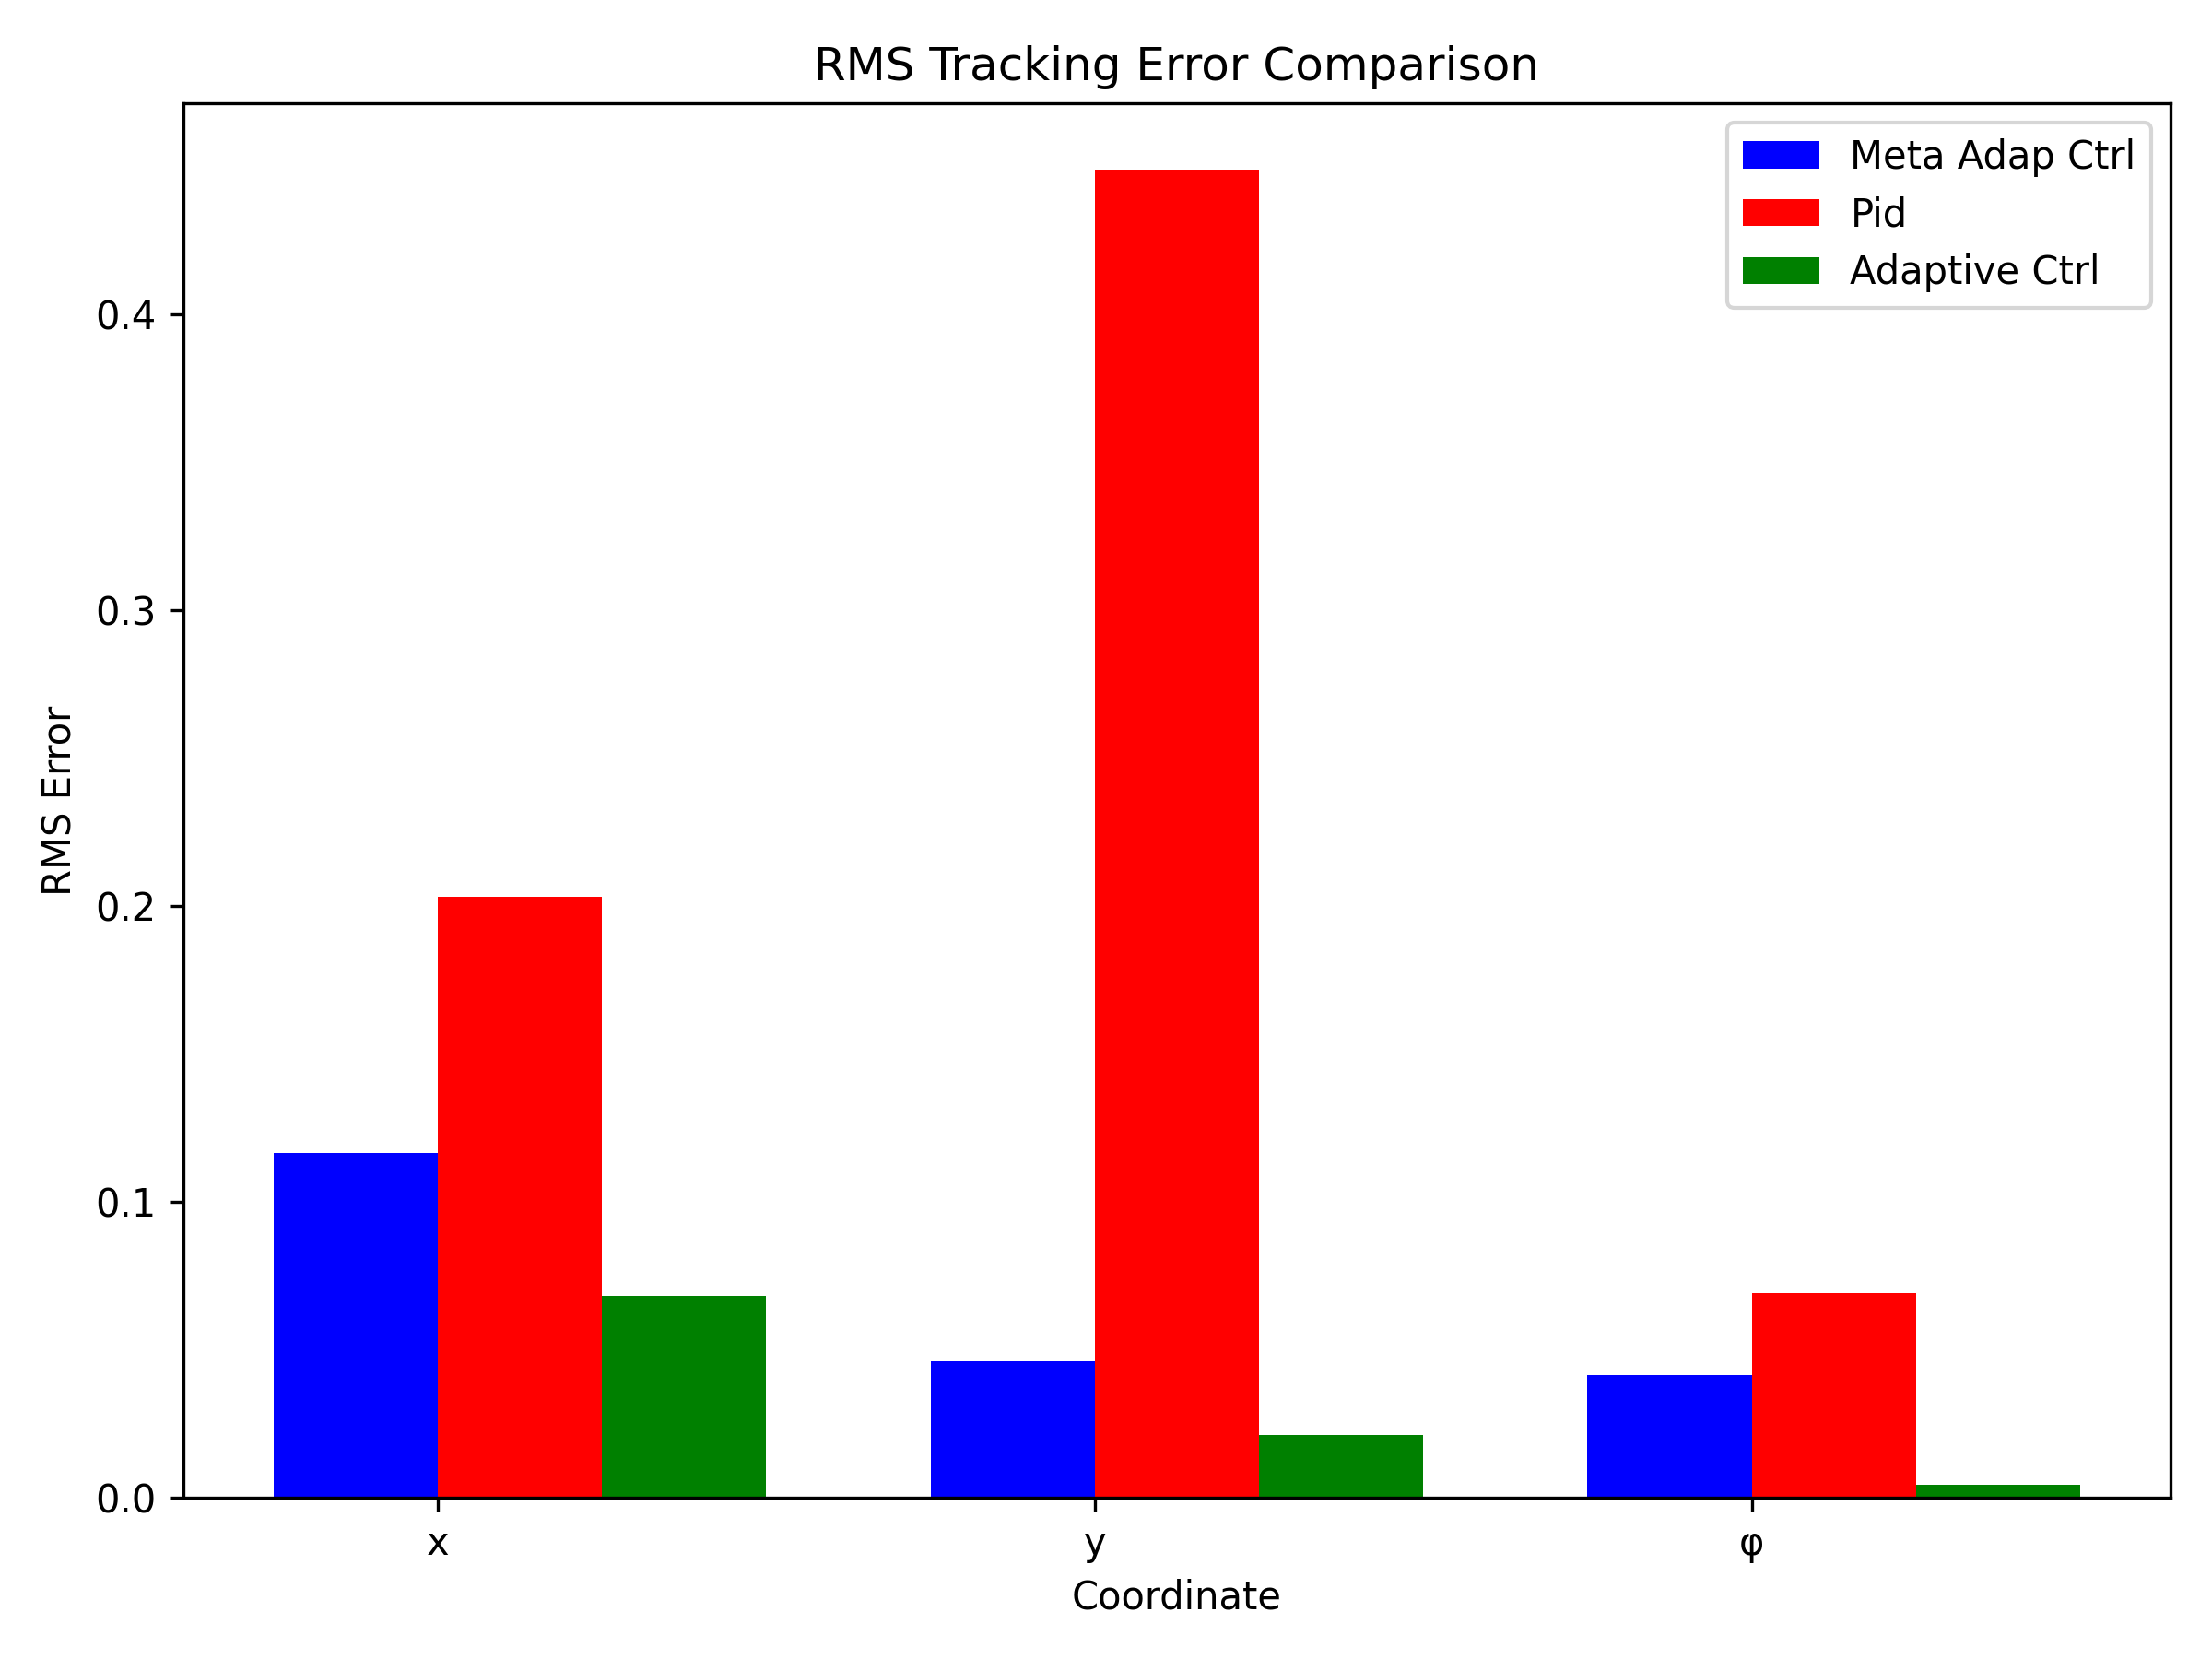 RMS Tracking Error Comparison
Meta Adap Ctrl
Pid
Adaptive Ctrl
RMS Error
0.4
0.3
0.2
0.1
0.0
x
y
φ
Coordinate